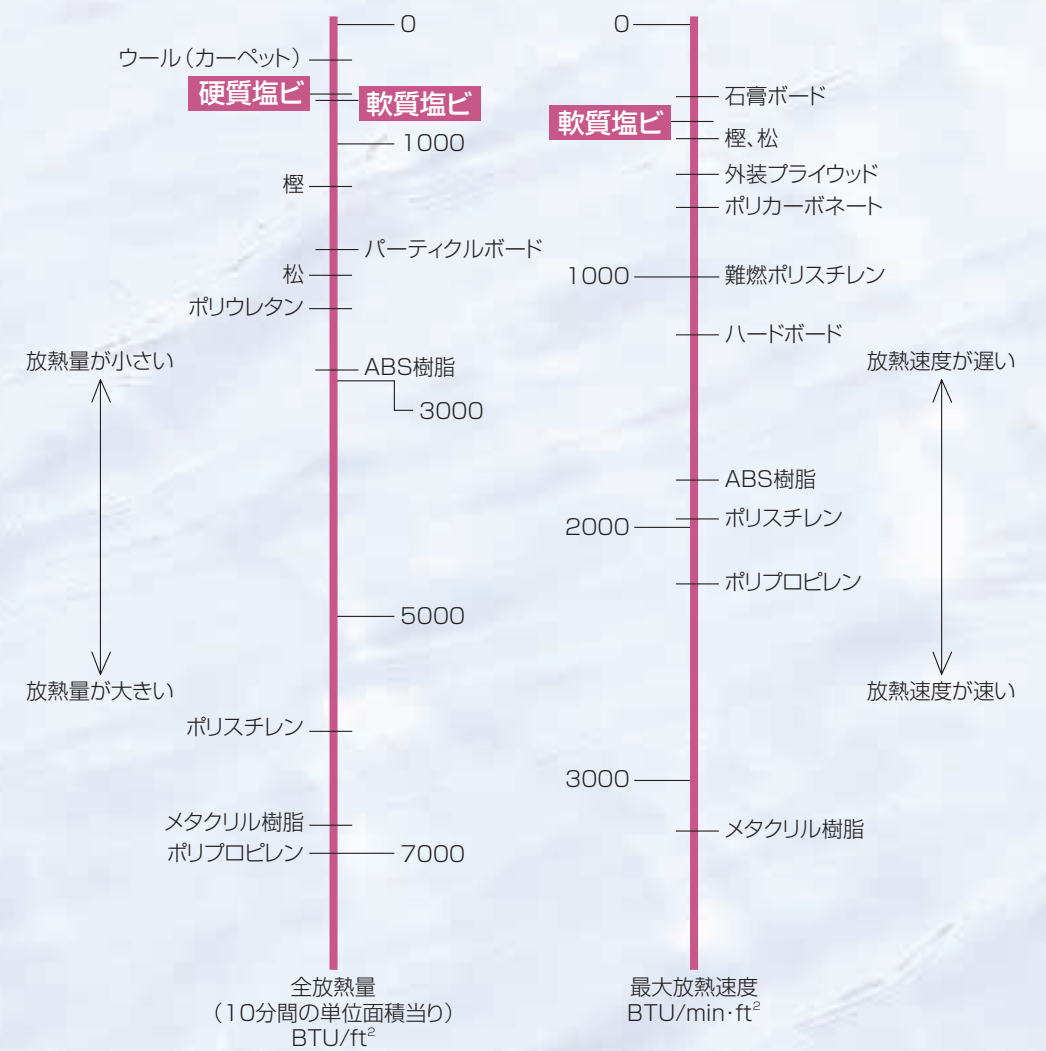 0
ウール（カーペット）
硬質塩ビ
軟質塩ビ
1000
樫
パーティクルボード
松
ポリウレタン
ABS樹脂
3000
放熱量が小さい
放熱量が大きい
5000
ポリスチレン
メタクリル樹脂
ポリプロピレン
7000
全放熱量
（10分間の単位面積当り）
BTU/ft²
0
石膏ボード
軟質塩ビ
樫、松
外装プライウッド
ポリカーボネート
1000
難燃ポリスチレン
ハードボード
ABS樹脂
ポリスチレン
2000
ポリプロピレン
3000
メタクリル樹脂
放熱速度が遅い
放熱速度が速い
最大放熱速度
BTU/min·ft²